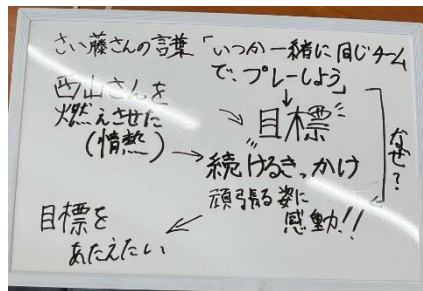 さい藤さんの言葉「いつか一緒に同じチーム
で、プレーしよう」
西山さんを
燃えさせた
(情熱)
目標
続けるきっかけ
頑張る姿に
感動!!
なぜ?
目標を
あたえたい